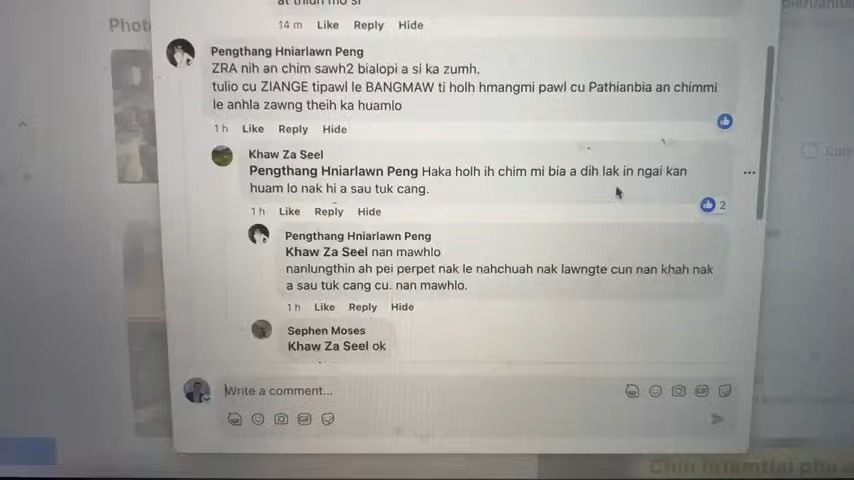 14 m Like Reply Hide
Pengthang Hniarlawn Peng
ZRA nih an chim sawh2 bialopi a si ka zumh.
tulio cu ZIANGE tipawl le BANGMAW ti holh hmangmi pawl cu Pathianbia an chimmi
le anhla zawng theih ka huamlo
1 h Like Reply Hide
Khaw Za Seel
Pengthang Hniarlawn Peng Haka holh ih chim mi bia a dih lak in ngai kan
huam lo nak hi a sau tuk cang.
1 h Like Reply Hide
2
Pengthang Hniarlawn Peng
Khaw Za Seel nan mawhlo
nanlungthin ah pei perpet nak le nahchuah nak lawngte cun nan khah nak
a sau tuk cang cu. nan mawhlo.
1 h Like Reply Hide
Sephen Moses
Khaw Za Seel ok
Write a comment...